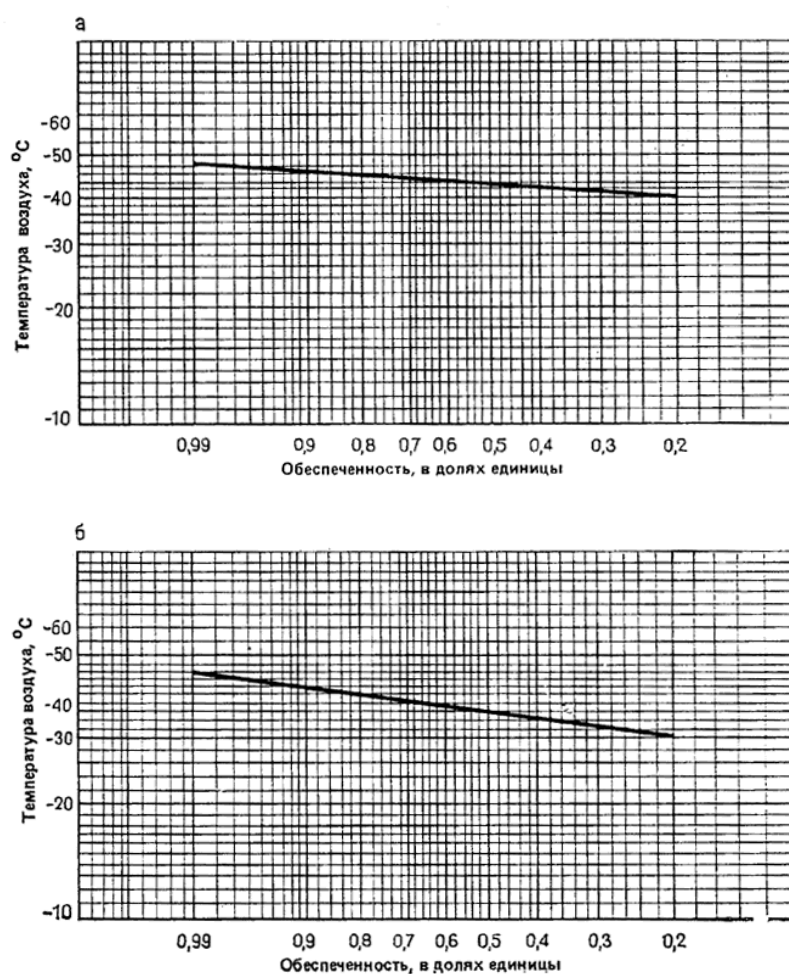 а
Температура воздуха, °С
-60
-50
-40
-30
-20
-10
0,99 0,9 0,8 0,7 0,6 0,5 0,4 0,3 0,2
Обеспеченность, в долях единицы
б
Температура воздуха, °С
-60
-50
-40
-30
-20
-10
0,99 0,9 0,8 0,7 0,6 0,5 0,4 0,3 0,2
Обеспеченность, в долях единицы